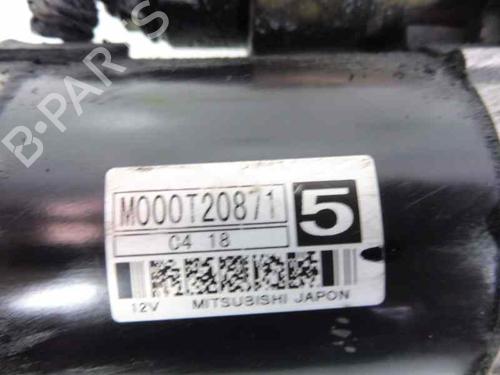 B-PARTS
M000T20871
5
C4 18
12V MITSUBISHI JAPON